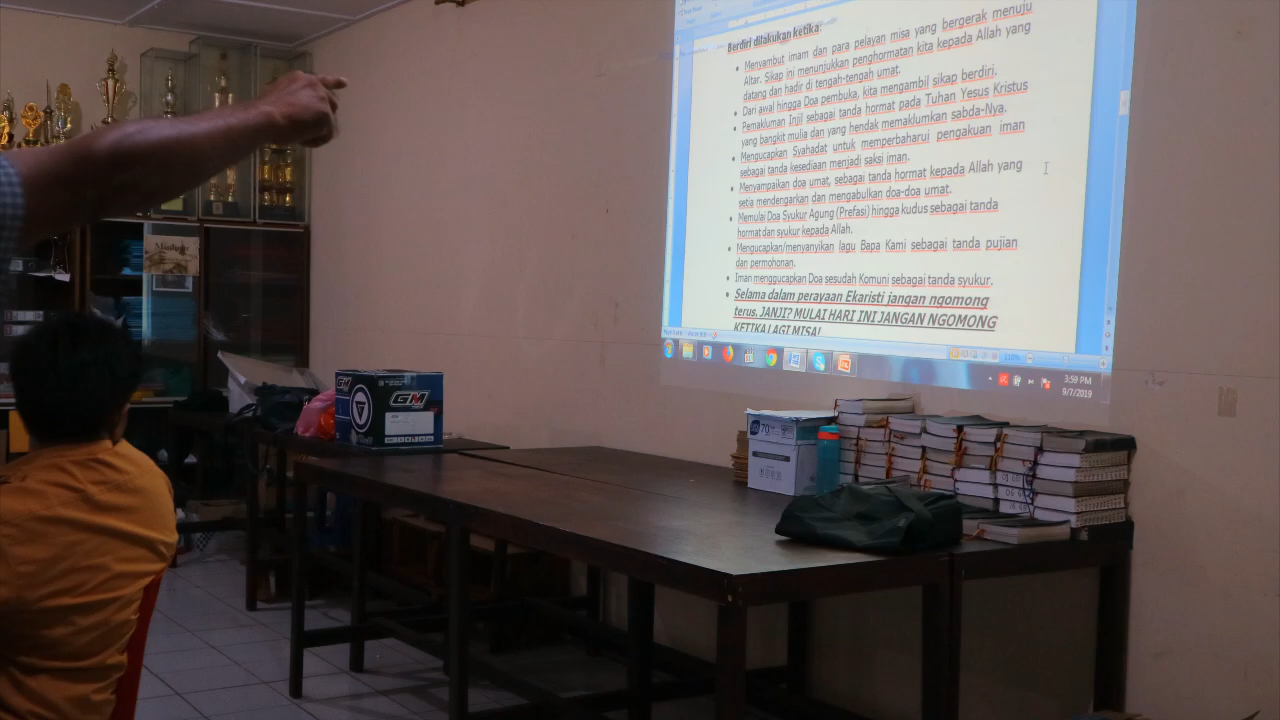 Berdiri dilakukan ketika:
Menyambut imam dan para pelayan misa yang bergerak menuju
Altar. Sikap ini menunjukkan penghormatan kita kepada Allah yang
datang dan hadir di tengah-tengah umat.
Dari awal hingga Doa pembuka, kita mengambil sikap berdiri.
Pemakluman Injil sebagai tanda hormat pada Tuhan Yesus Kristus
yang bangkit mulia dan yang hendak memaklumkan sabda-Nya.
Mengucapkan Syahadat untuk memperbaharui pengakuan iman
sebagai tanda kesediaan menjadi saksi iman.
Menyampaikan doa umat, sebagai tanda hormat kepada Allah yang
setia mendengarkan dan mengabulkan doa-doa umat.
Memulai Doa Syukur Agung (Prefasi) hingga kudus sebagai tanda
hormat dan syukur kepada Allah.
Mengucapkan/menyanyikan lagu Bapa Kami sebagai tanda pujian
dan permohonan.
Iman menggucapkan Doa sesudah Komuni sebagai tanda syukur.
Selama dalam perayaan Ekaristi jangan ngomong
terus. JANJI? MULAI HARI INI JANGAN NGOMONG
KETIKA LAGI MISA!
110%
3:59 PM
9/7/2019
GM
GM
70